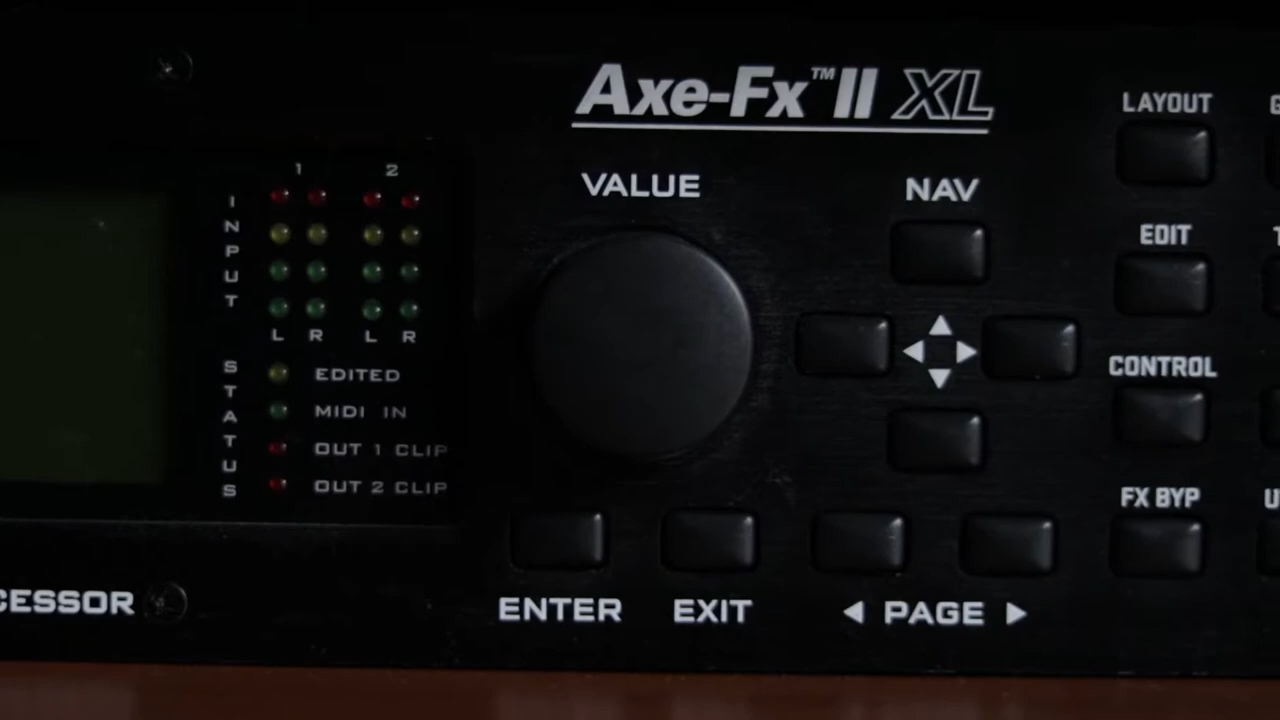 Axe-Fx™ II XL
LAYOUT
1 2
INPUT
L R L R
STATUS
EDITED
MIDI IN
OUT 1 CLIP
OUT 2 CLIP
VALUE
NAV
EDIT
CONTROL
FX BYP
ENTER
EXIT
PAGE
CESSOR